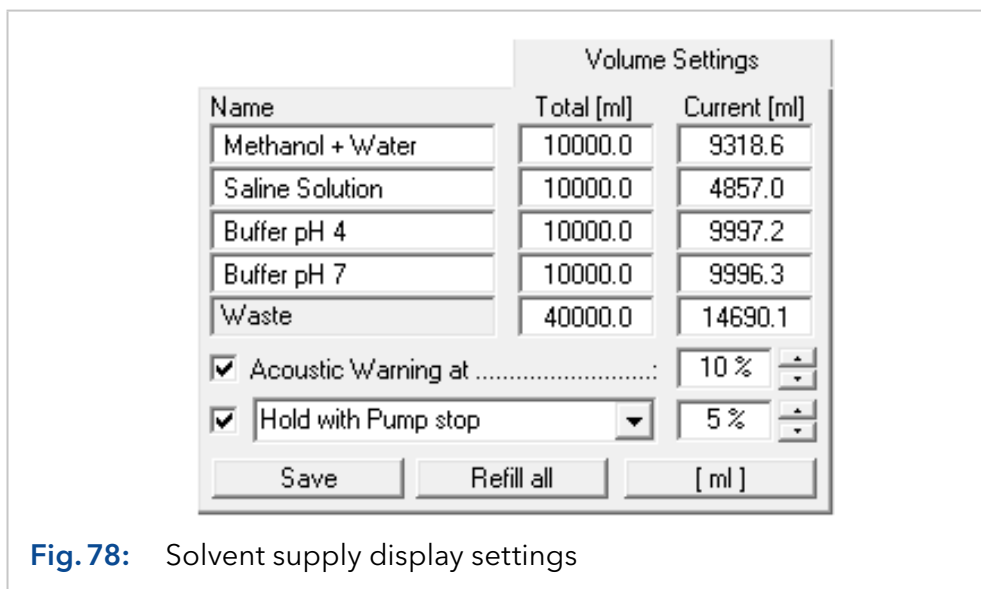 Volume Settings
Name Total [ml] Current [ml]
Methanol + Water 10000.0 9318.6
Saline Solution 10000.0 4857.0
Buffer pH 4 10000.0 9997.2
Buffer pH 7 10000.0 9996.3
Waste 40000.0 14690.1
Acoustic Warning at ..........................: 10 %
Hold with Pump stop 5 %
Save Refill all [ ml ]
Fig. 78: Solvent supply display settings